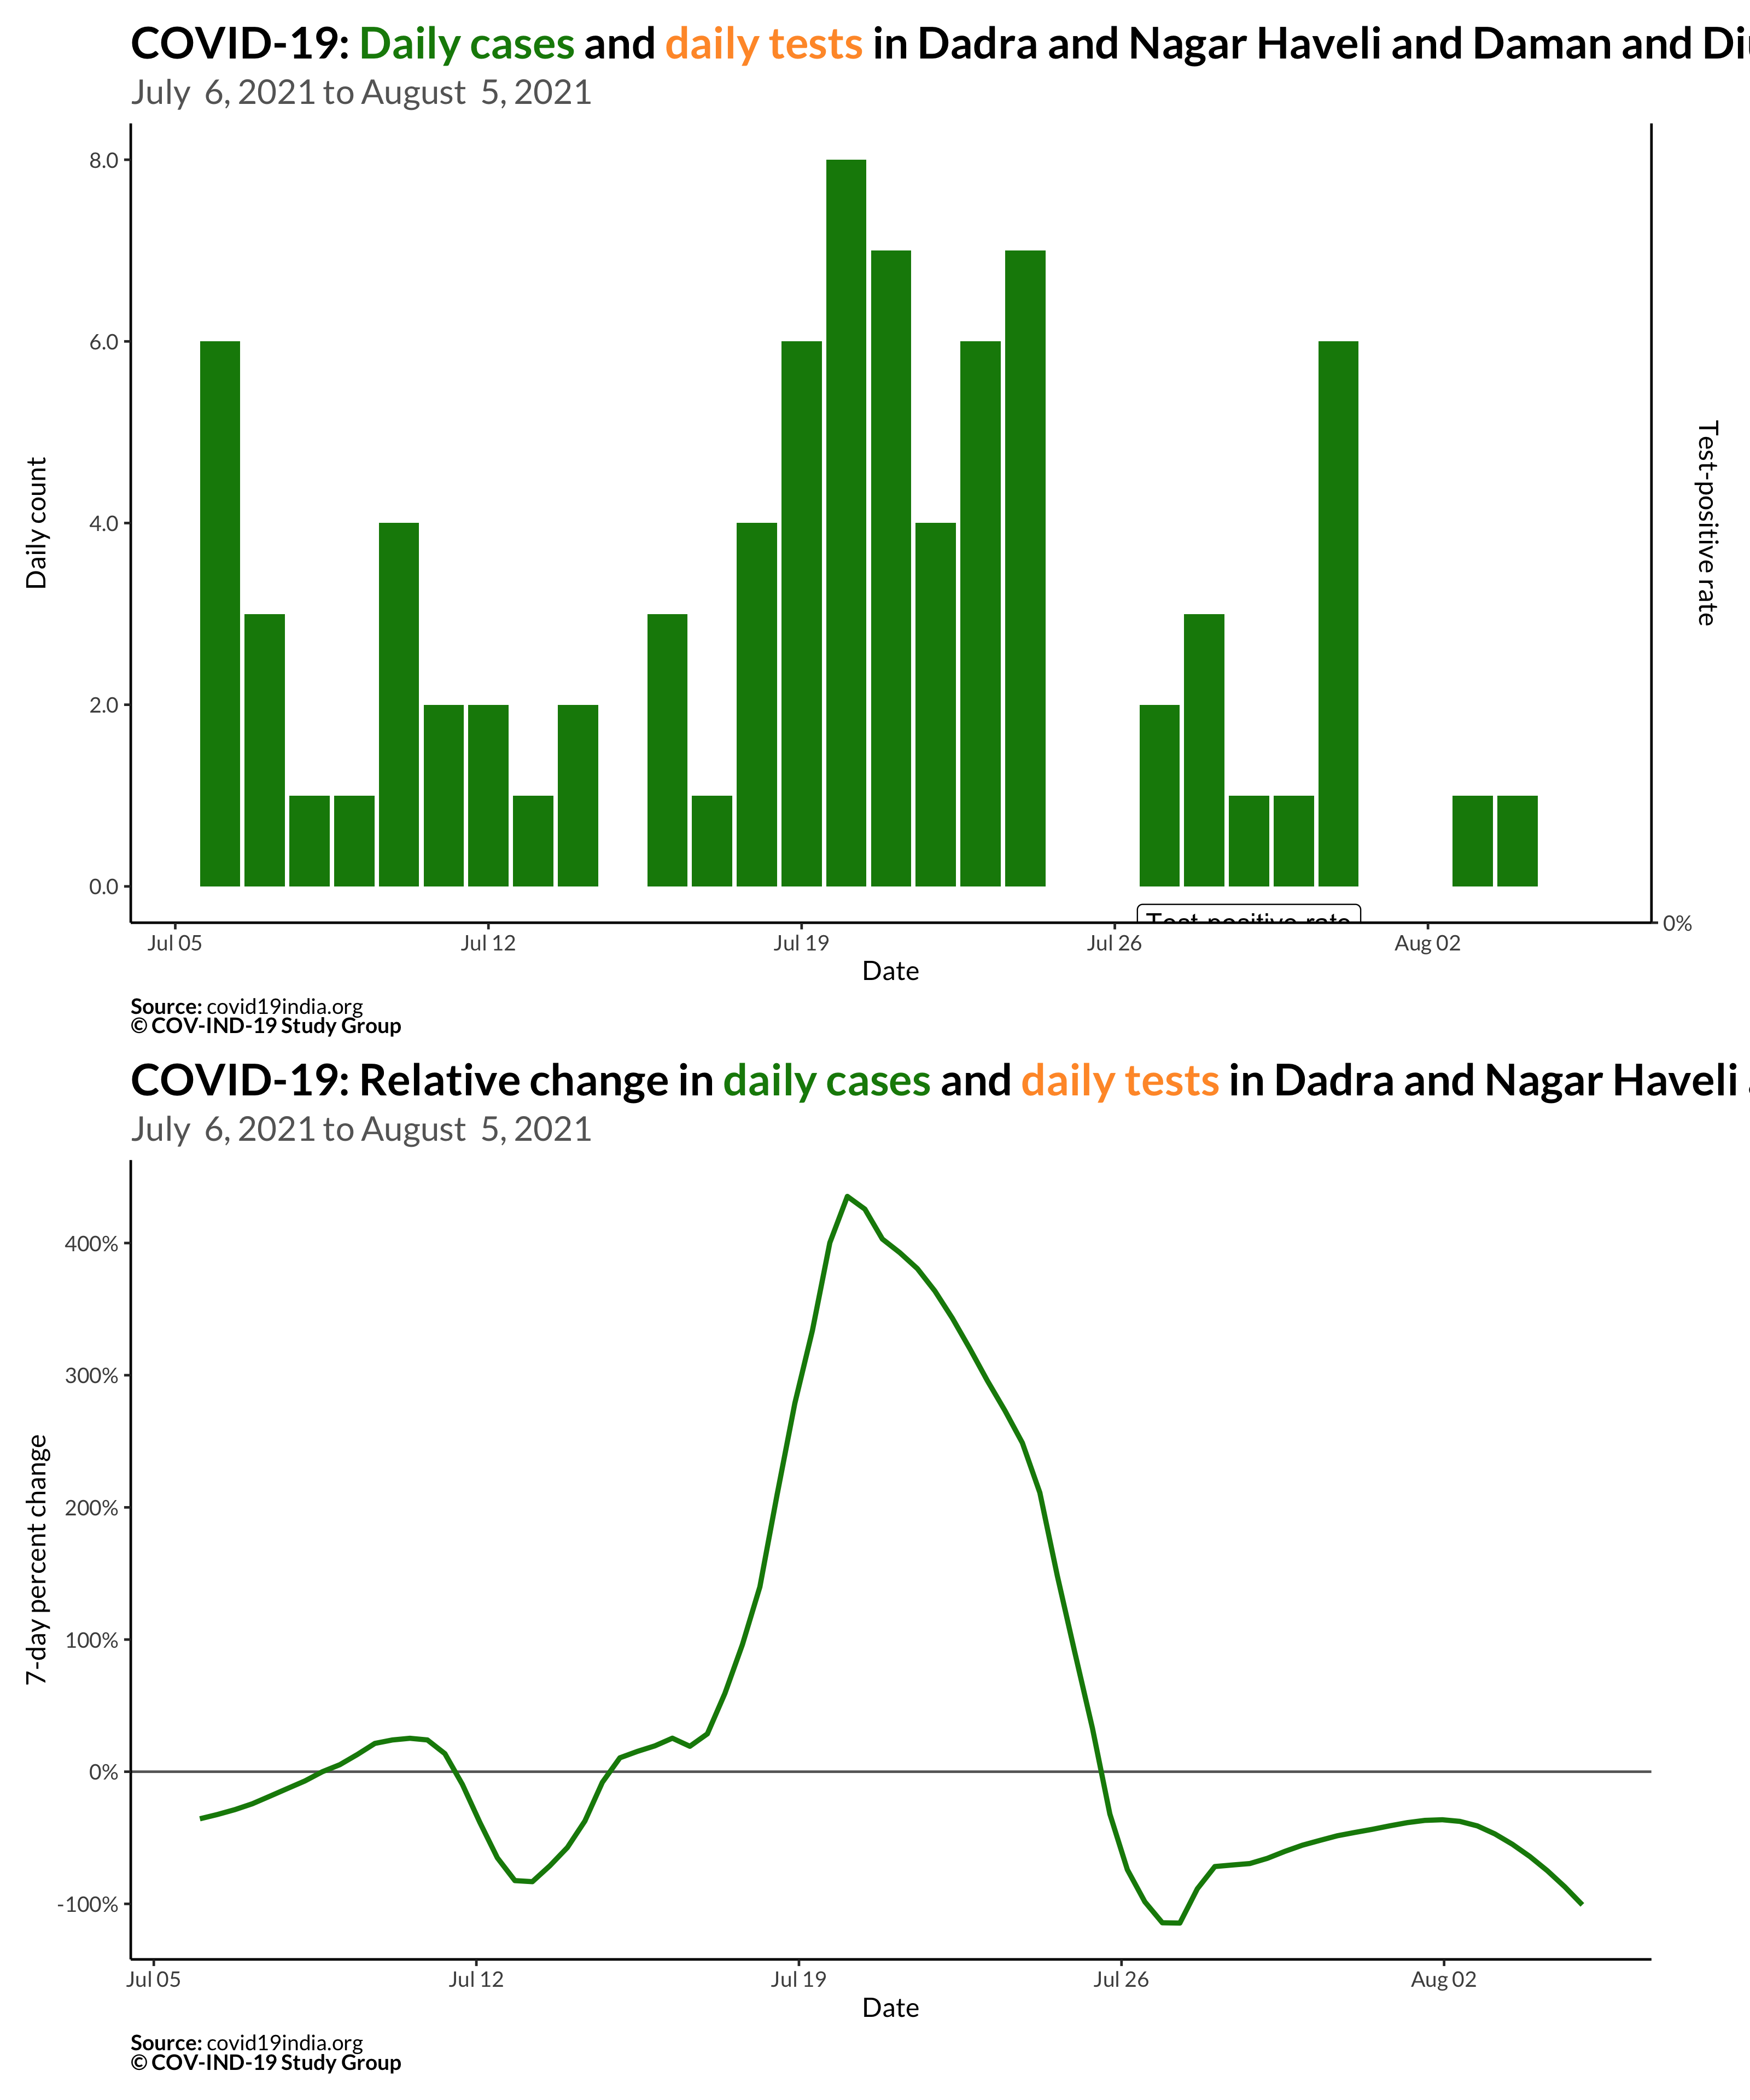 COVID-19: Daily cases and daily tests in Dadra and Nagar Haveli and Daman and
July 6, 2021 to August 5, 2021
8.0
6.0
4.0
2.0
0.0
Daily count
Test-positive rate
Test-positive rate
0%
Jul 05 Jul 12 Jul 19 Jul 26 Aug 02
Date
Source: covid19india.org
© COV-IND-19 Study Group
COVID-19: Relative change in daily cases and daily tests in Dadra and Nagar Haveli
July 6, 2021 to August 5, 2021
400%
300%
200%
100%
0%
-100%
7-day percent change
Jul 05 Jul 12 Jul 19 Jul 26 Aug 02
Date
Source: covid19india.org
© COV-IND-19 Study Group